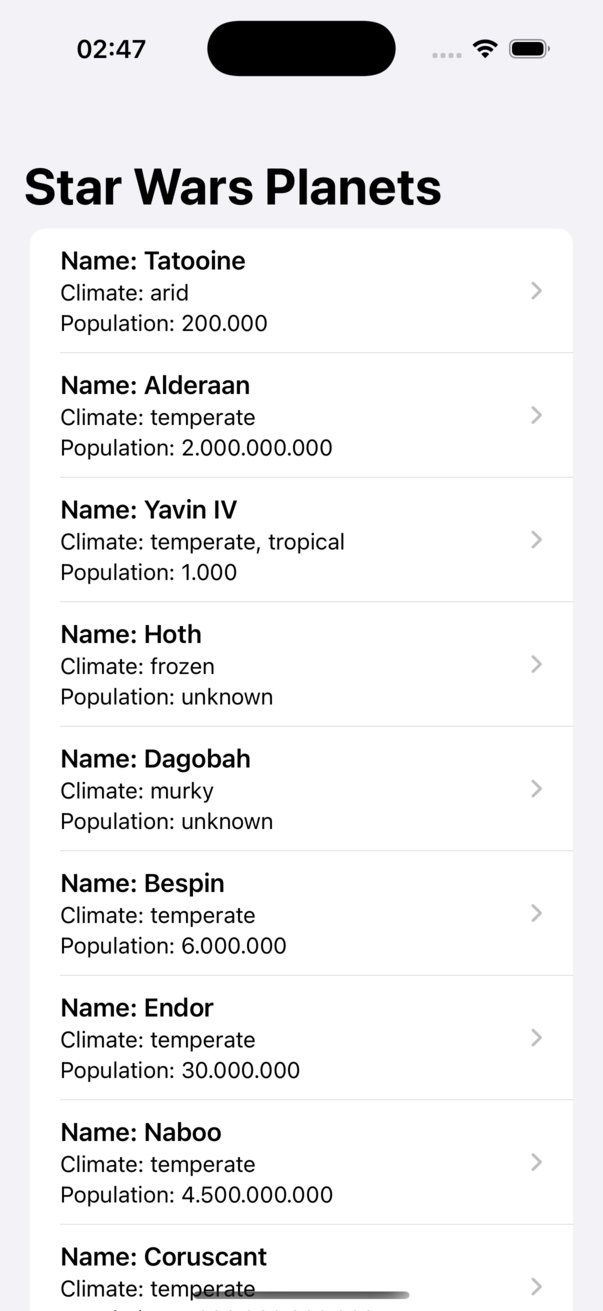 02:47
Star Wars Planets
Name: Tatooine
Climate: arid
Population: 200.000
Name: Alderaan
Climate: temperate
Population: 2.000.000.000
Name: Yavin IV
Climate: temperate, tropical
Population: 1.000
Name: Hoth
Climate: frozen
Population: unknown
Name: Dagobah
Climate: murky
Population: unknown
Name: Bespin
Climate: temperate
Population: 6.000.000
Name: Endor
Climate: temperate
Population: 30.000.000
Name: Naboo
Climate: temperate
Population: 4.500.000.000
Name: Coruscant
Climate: temperate